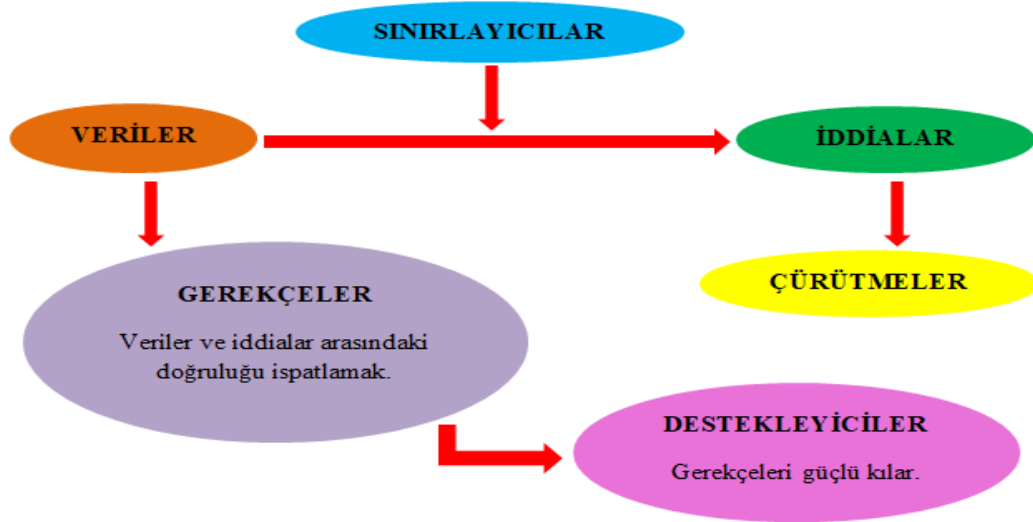 SINIRLAYICILAR
VERİLER
İDDİALAR
GEREKÇELER
Veriler ve iddialar arasındaki
doğruluğu ispatlamak.
ÇÜRÜTMELER
DESTEKLEYİCİLER
Gerekçeleri güçlü kılar.